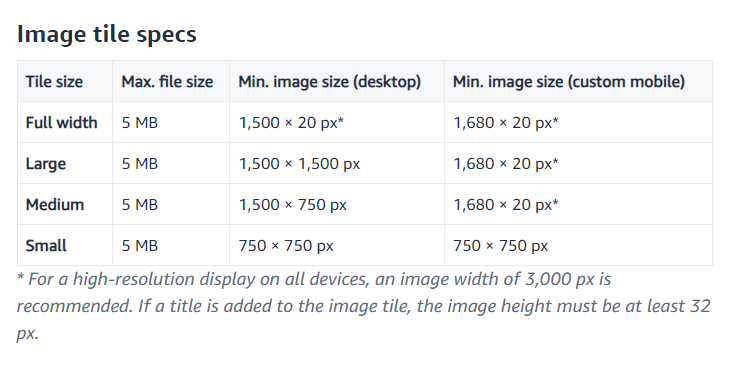 Image tile specs
Tile size Max. file size Min. image size (desktop) Min. image size (custom mobile)
Full width 5 MB 1,500 × 20 px* 1,680 × 20 px*
Large 5 MB 1,500 × 1,500 px 1,680 × 20 px*
Medium 5 MB 1,500 × 750 px 1,680 × 20 px*
Small 5 MB 750 × 750 px 750 × 750 px
* For a high-resolution display on all devices, an image width of 3,000 px is
recommended. If a title is added to the image tile, the image height must be at least 32
px.